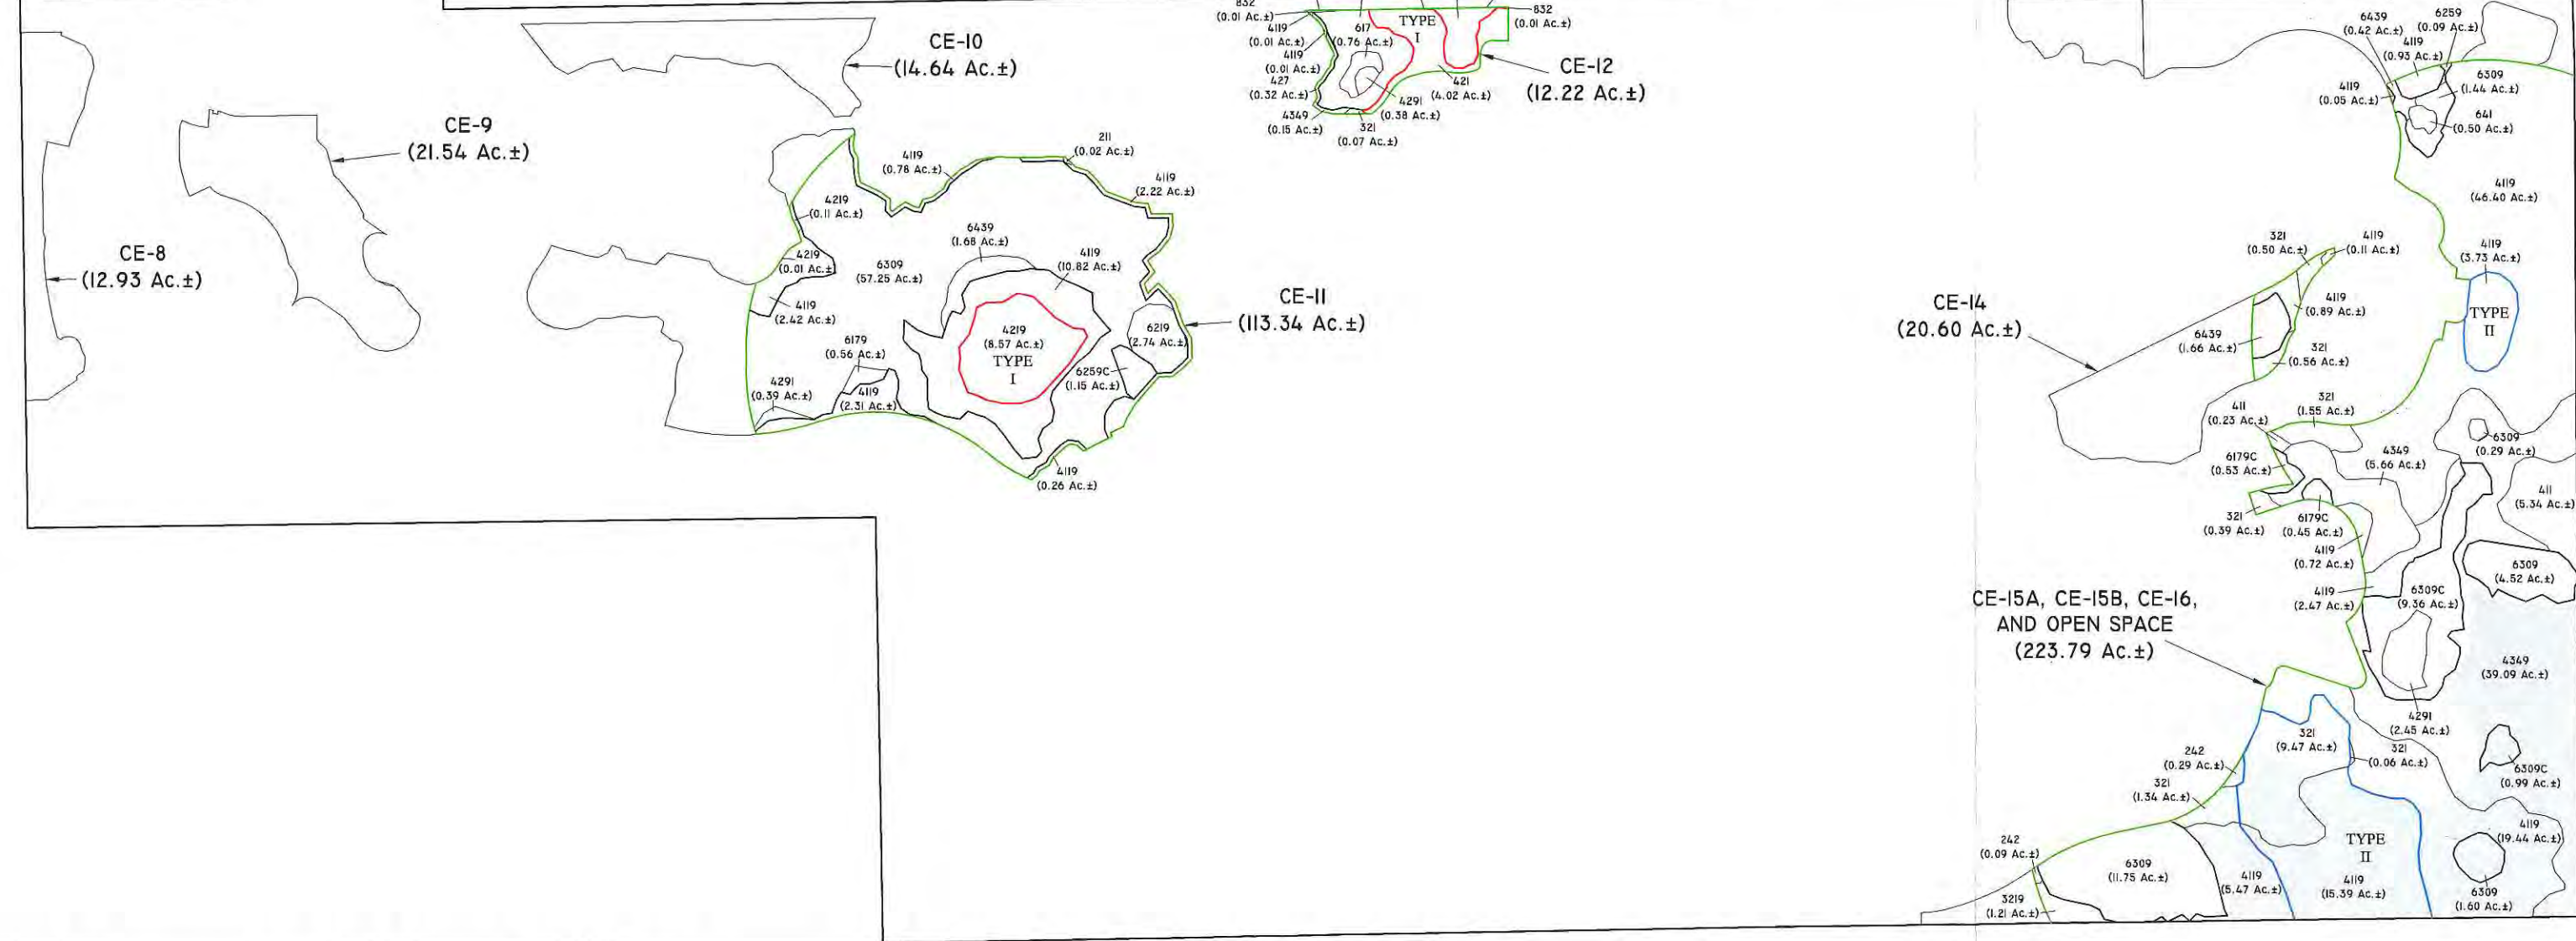 CE-8
(12.93 Ac.±)
CE-9
(21.54 Ac.±)
CE-10
(14.64 Ac.±)
4119
(0.78 Ac.±)
211
(0.02 Ac.±)
4119
(2.22 Ac.±)
4219
(0.11 Ac.±)
4219
(0.01 Ac.±)
6309
(57.25 Ac.±)
6439
(1.68 Ac.±)
4119
(10.82 Ac.±)
4119
(2.42 Ac.±)
6179
(0.56 Ac.±)
4219
(8.57 Ac.±)
TYPE
I
6219
(2.74 Ac.±)
6259C
(1.15 Ac.±)
4291
(0.39 Ac.±)
4119
(2.31 Ac.±)
4119
(0.26 Ac.±)
CE-11
(113.34 Ac.±)
832
(0.01 Ac.±)
4119
(0.01 Ac.±)
4119
(0.01 Ac.±)
427
(0.32 Ac.±)
4349
(0.15 Ac.±)
617
(0.76 Ac.±)
TYPE
I
832
(0.01 Ac.±)
421
(4.02 Ac.±)
4291
(0.38 Ac.±)
321
(0.07 Ac.±)
CE-12
(12.22 Ac.±)
6439
(0.42 Ac.±)
6259
(0.09 Ac.±)
4119
(0.93 Ac.±)
4119
(0.05 Ac.±)
6309
(1.44 Ac.±)
641
(0.50 Ac.±)
4119
(46.40 Ac.±)
4119
(3.73 Ac.±)
TYPE
II
321
(0.50 Ac.±)
4119
(0.11 Ac.±)
4119
(0.89 Ac.±)
6439
(1.66 Ac.±)
321
(0.56 Ac.±)
CE-14
(20.60 Ac.±)
321
(1.55 Ac.±)
411
(0.23 Ac.±)
6179C
(0.53 Ac.±)
4349
(5.66 Ac.±)
6309
(0.29 Ac.±)
411
(5.34 Ac.±)
321
(0.39 Ac.±)
6179C
(0.45 Ac.±)
4119
(0.72 Ac.±)
4119
(2.47 Ac.±)
6309C
(9.36 Ac.±)
6309
(4.52 Ac.±)
CE-15A, CE-15B, CE-16,
AND OPEN SPACE
(223.79 Ac.±)
4349
(39.09 Ac.±)
4291
(2.45 Ac.±)
321
(9.47 Ac.±)
321
(0.06 Ac.±)
242
(0.29 Ac.±)
321
(1.34 Ac.±)
6309C
(0.99 Ac.±)
242
(0.09 Ac.±)
6309
(11.75 Ac.±)
3219
(1.21 Ac.±)
4119
(5.47 Ac.±)
TYPE
II
4119
(15.39 Ac.±)
4119
(19.44 Ac.±)
6309
(1.60 Ac.±)